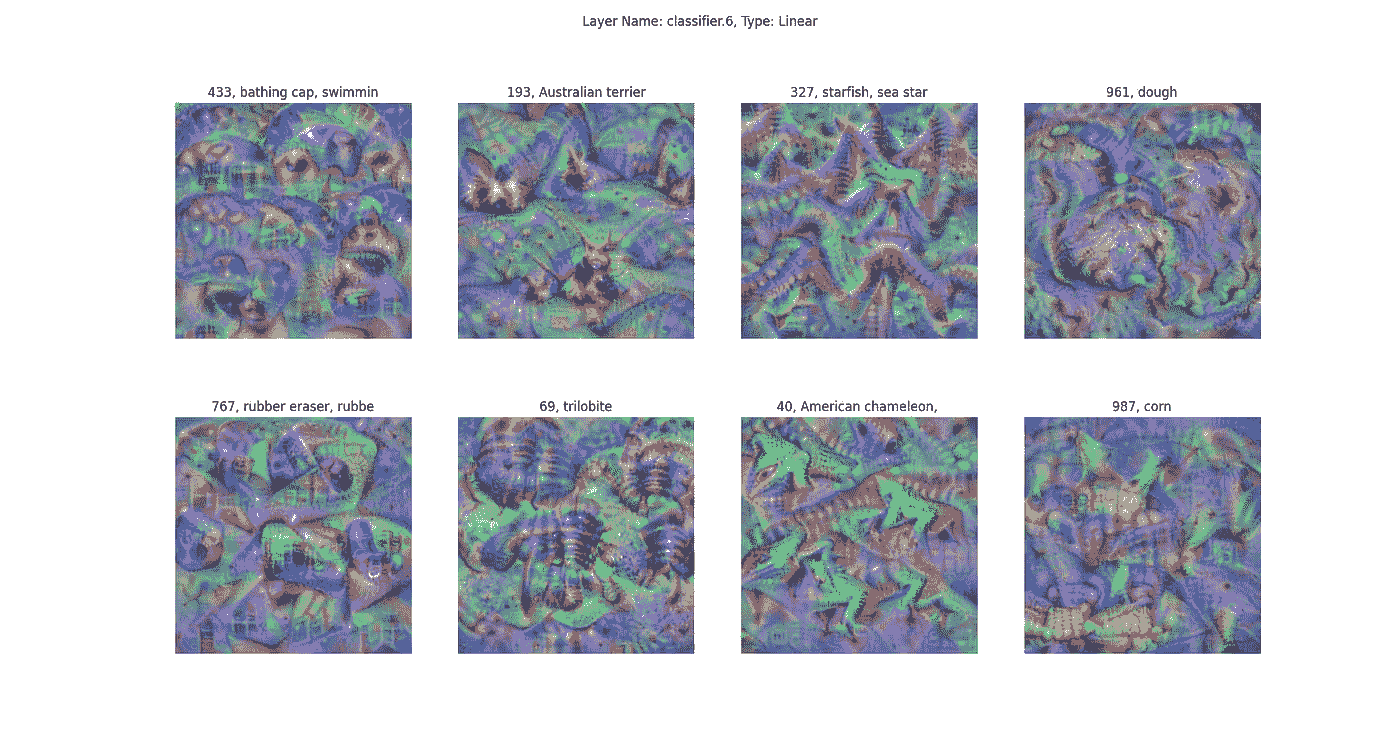 Layer Name: classifier.6, Type: Linear
433, bathing cap, swimmin
193, Australian terrier
327, starfish, sea star
961, dough
767, rubber eraser, rubbe
69, trilobite
40, American chameleon,
987, corn